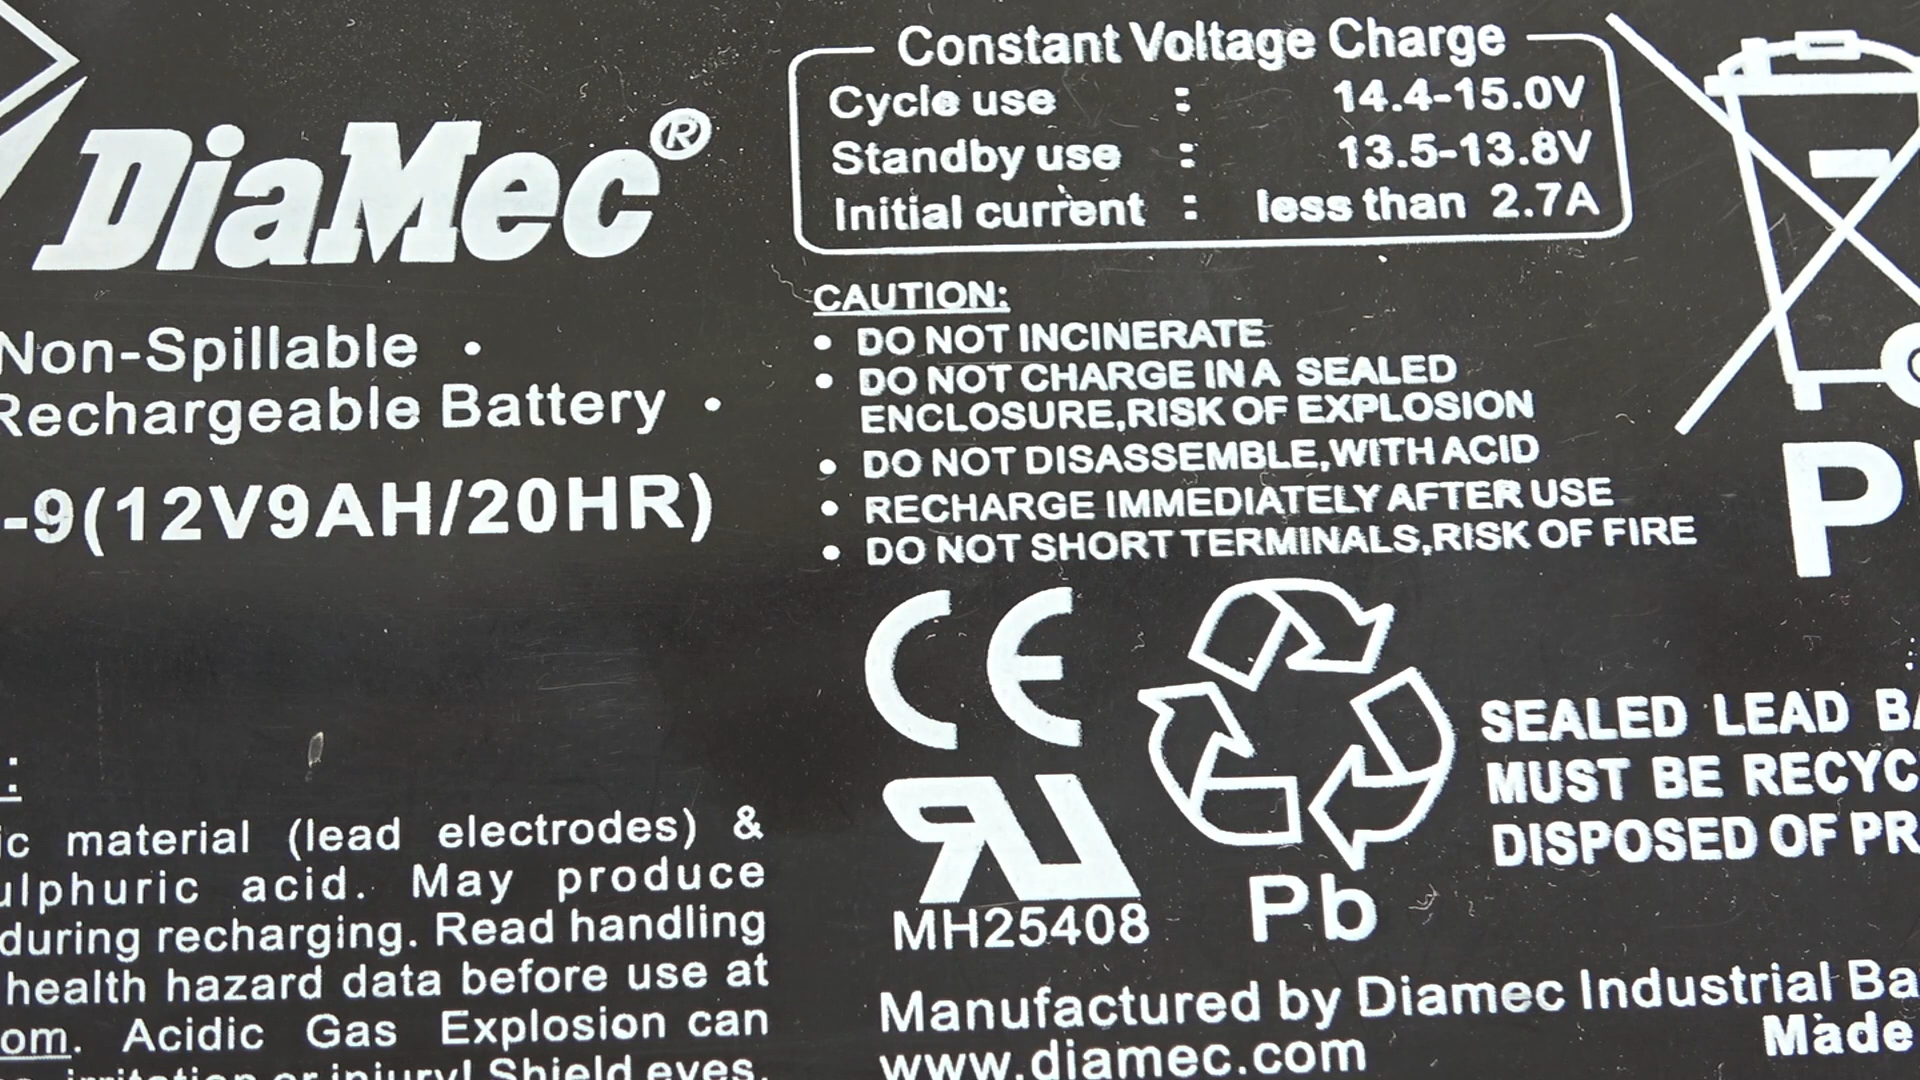 DiaMec®
Non-Spillable •
Rechargeable Battery •
-9(12V9AH/20HR)
:
material (lead electrodes) &
acid. May produce
during recharging. Read handling
health hazard data before use at
om. Acidic Gas Explosion can
irritation or injury! Shield eyes.
Constant Voltage Charge
Cycle use : 14.4-15.0V
Standby use : 13.5-13.8V
Initial current : less than 2.7A
CAUTION:
• DO NOT INCINERATE
• DO NOT CHARGE IN A SEALED
ENCLOSURE,RISK OF EXPLOSION
• DO NOT DISASSEMBLE,WITH ACID
• RECHARGE IMMEDIATELY AFTER USE
• DO NOT SHORT TERMINALS,RISK OF FIRE
CE
MH25408
Pb
P
SEALED LEAD BA
MUST BE RECYC
DISPOSED OF PR
Manufactured by Diamec Industrial Ba
Made
www.diamec.com